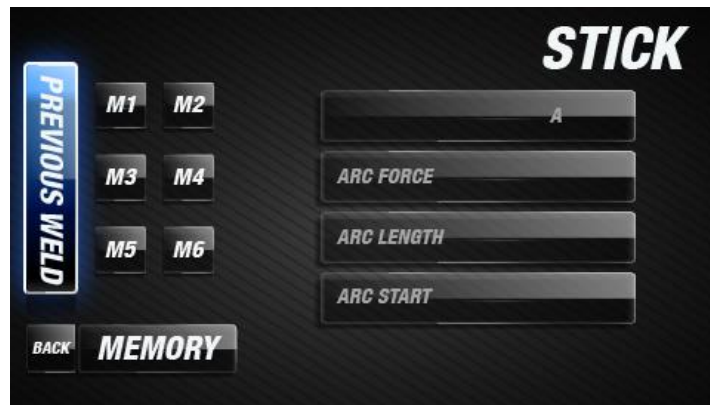 STICK
PREVIOUS WELD
M1 M2
M3 M4
M5 M6
A
ARC FORCE
ARC LENGTH
ARC START
BACK MEMORY